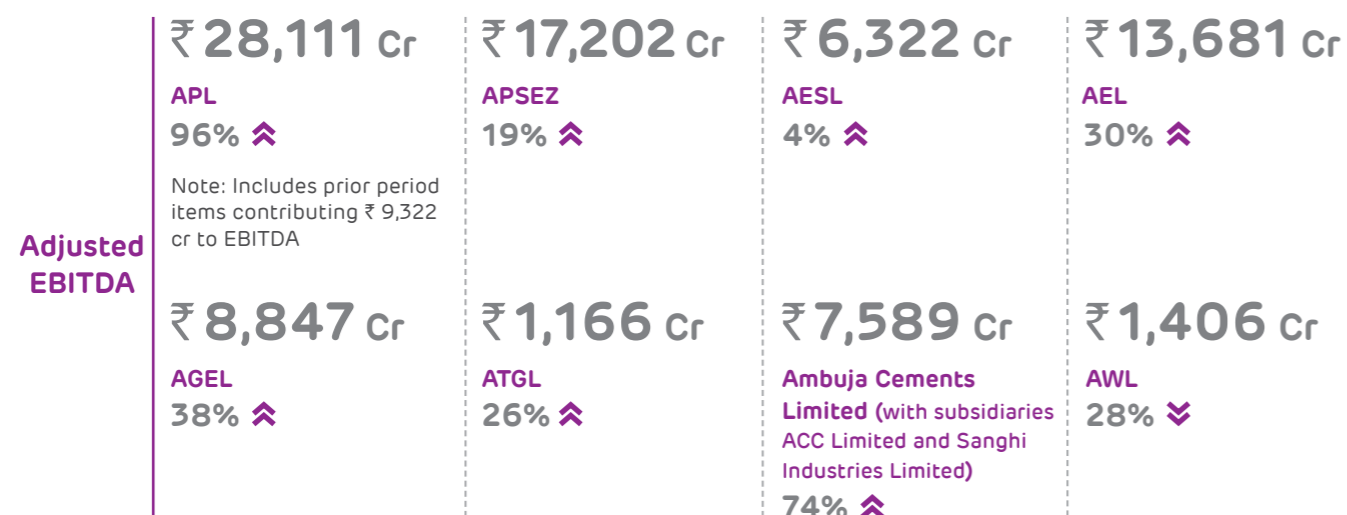 Adjusted
EBITDA
₹ 28,111 Cr
APL
96%
Note: Includes prior period
items contributing ₹ 9,322
cr to EBITDA
₹ 17,202 Cr
APSEZ
19%
₹ 6,322 Cr
AESL
4%
₹ 13,681 Cr
AEL
30%
₹ 8,847 Cr
AGEL
38%
₹ 1,166 Cr
ATGL
26%
₹ 7,589 Cr
Ambuja Cements
Limited (with subsidiaries
ACC Limited and Sanghi
Industries Limited)
74%
₹ 1,406 Cr
AWL
28%